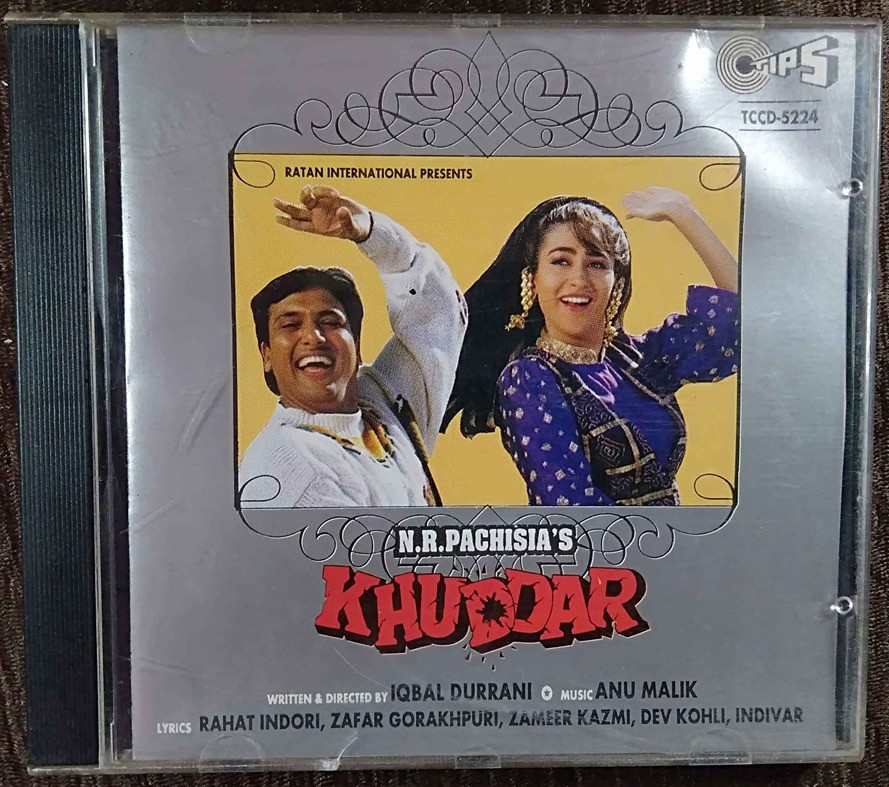 TIPS
TCCD-5224
RATAN INTERNATIONAL PRESENTS
N.R.PACHISIA'S
KHUDDAR
WRITTEN & DIRECTED BY IQBAL DURRANI ✪ MUSIC ANU MALIK
LYRICS RAHAT INDORI, ZAFAR GORAKHPURI, ZAMEER KAZMI, DEV KOHLI, INDIVAR